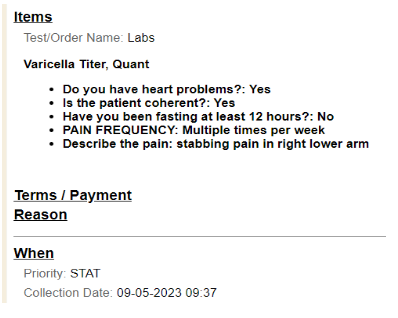 Items
Test/Order Name: Labs
Varicella Titer, Quant
• Do you have heart problems?: Yes
• Is the patient coherent?: Yes
• Have you been fasting at least 12 hours?: No
• PAIN FREQUENCY: Multiple times per week
• Describe the pain: stabbing pain in right lower arm
Terms / Payment
Reason
When
Priority: STAT
Collection Date: 09-05-2023 09:37